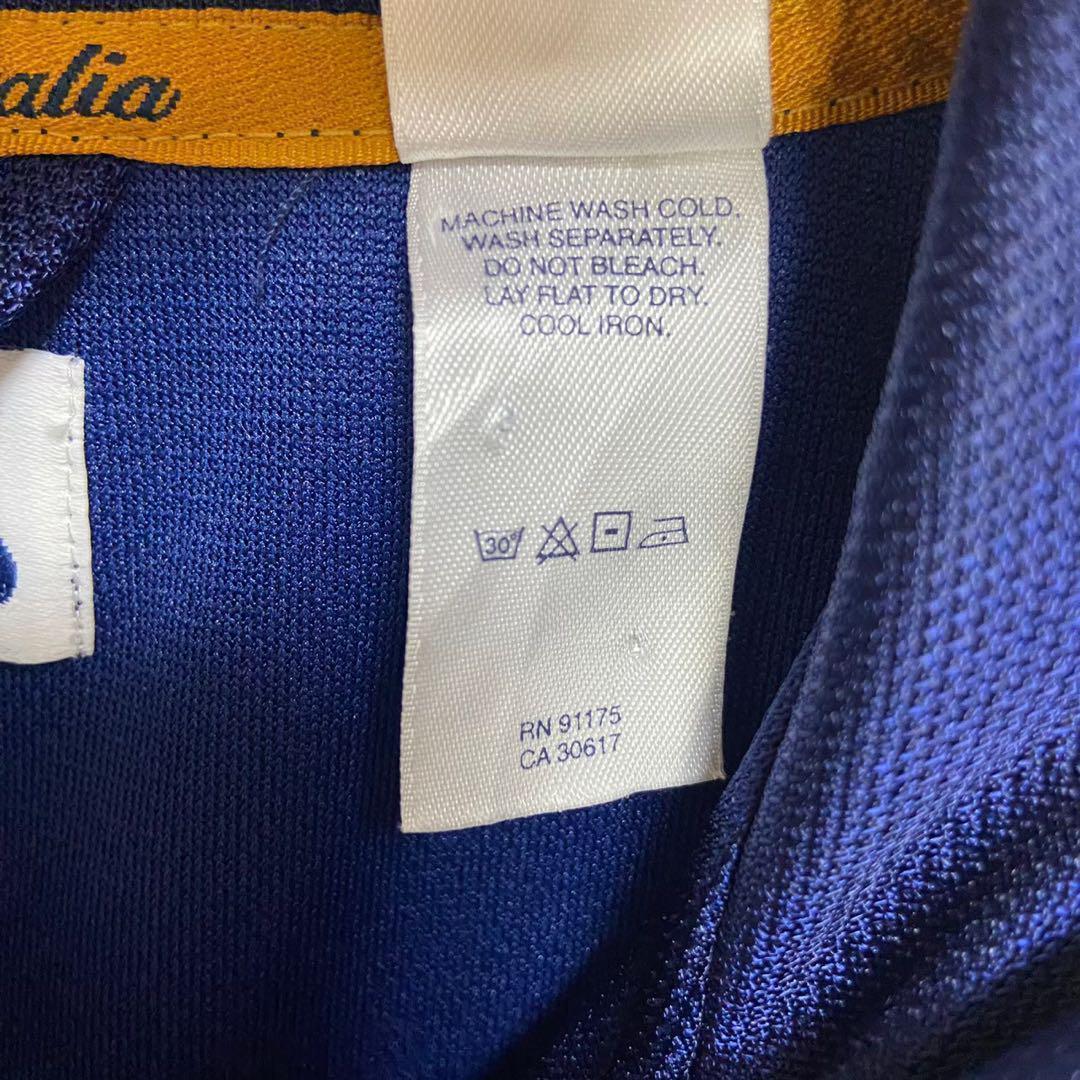 alia
MACHINE WASH COLD.
WASH SEPARATELY.
DO NOT BLEACH.
LAY FLAT TO DRY.
COOL IRON.
30°
RN 91175
CA 30617